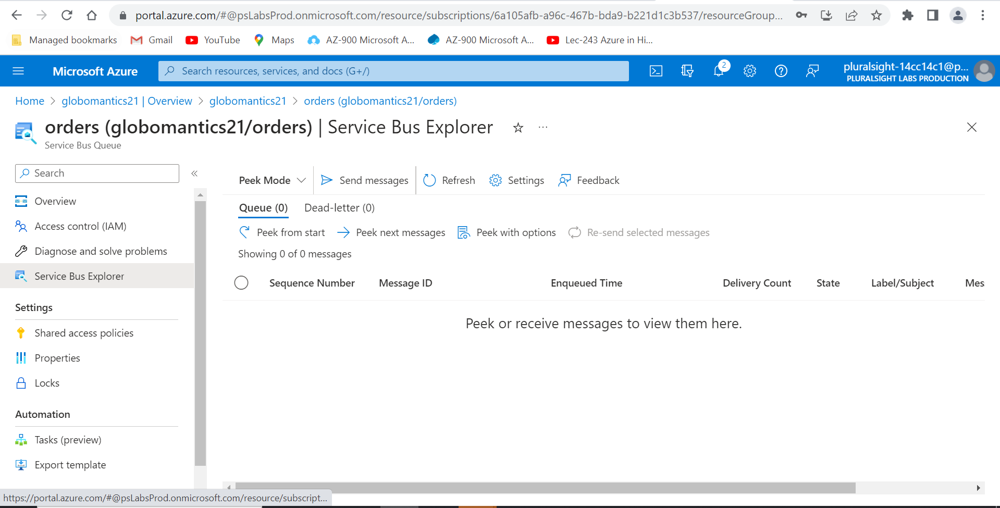 portal.azure.com/#@psLabsProd.onmicrosoft.com/resource/subscriptions/6a105afb-a96c-467b-bda9-b221d1c3b537/resourceGroup...
Managed bookmarks Gmail YouTube Maps AZ-900 Microsoft A... AZ-900 Microsoft A... Lec-243 Azure in Hi...
Microsoft Azure Search resources, services, and docs (G+/) 2 pluralsight-14cc14c1@p...
PLURALSIGHT LABS PRODUCTION
Home > globomantics21 | Overview > globomantics21 > orders (globomantics21/orders)
orders (globomantics21/orders) | Service Bus Explorer ...
Service Bus Queue
Search «
Peek Mode Send messages Refresh Settings Feedback
Overview
Queue (0) Dead-letter (0)
Access control (IAM)
Peek from start Peek next messages Peek with options Re-send selected messages
Diagnose and solve problems
Showing 0 of 0 messages
Service Bus Explorer
Sequence Number Message ID Enqueued Time Delivery Count State Label/Subject Mes
Settings
Peek or receive messages to view them here.
Shared access policies
Properties
Locks
Automation
Tasks (preview)
Export template
https://portal.azure.com/#@psLabsProd.onmicrosoft.com/resource/subscript...